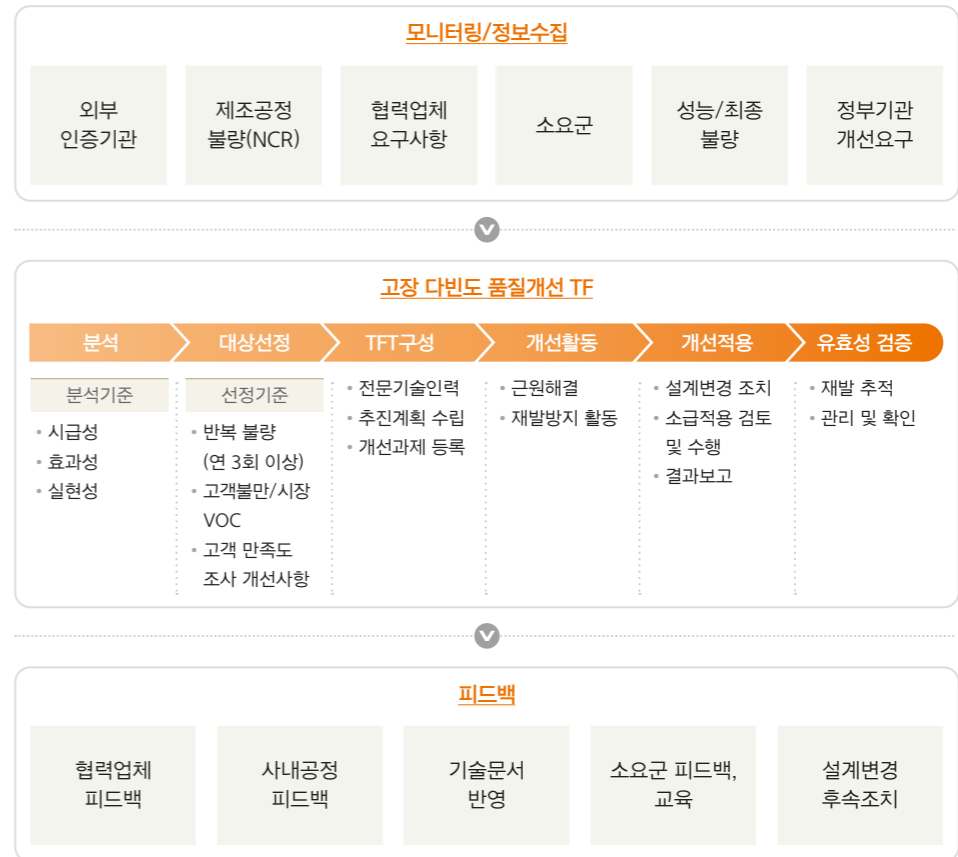 모니터링/정보수집
외부
인증기관
제조공정
불량(NCR)
협력업체
요구사항
소요군
성능/최종
불량
정부기관
개선요구
고장 다빈도 품질개선 TF
분석
대상선정
TFT구성
개선활동
개선적용
유효성 검증
분석기준
• 시급성
• 효과성
• 실현성
선정기준
• 반복 불량
(연 3회 이상)
• 고객불만/시장
VOC
• 고객 만족도
조사 개선사항
• 전문기술인력
• 추진계획 수립
• 개선과제 등록
• 근원해결
• 재발방지 활동
• 설계변경 조치
• 소급적용 검토
및 수행
• 결과보고
• 재발 추적
• 관리 및 확인
피드백
협력업체
피드백
사내공정
피드백
기술문서
반영
소요군 피드백,
교육
설계변경
후속조치